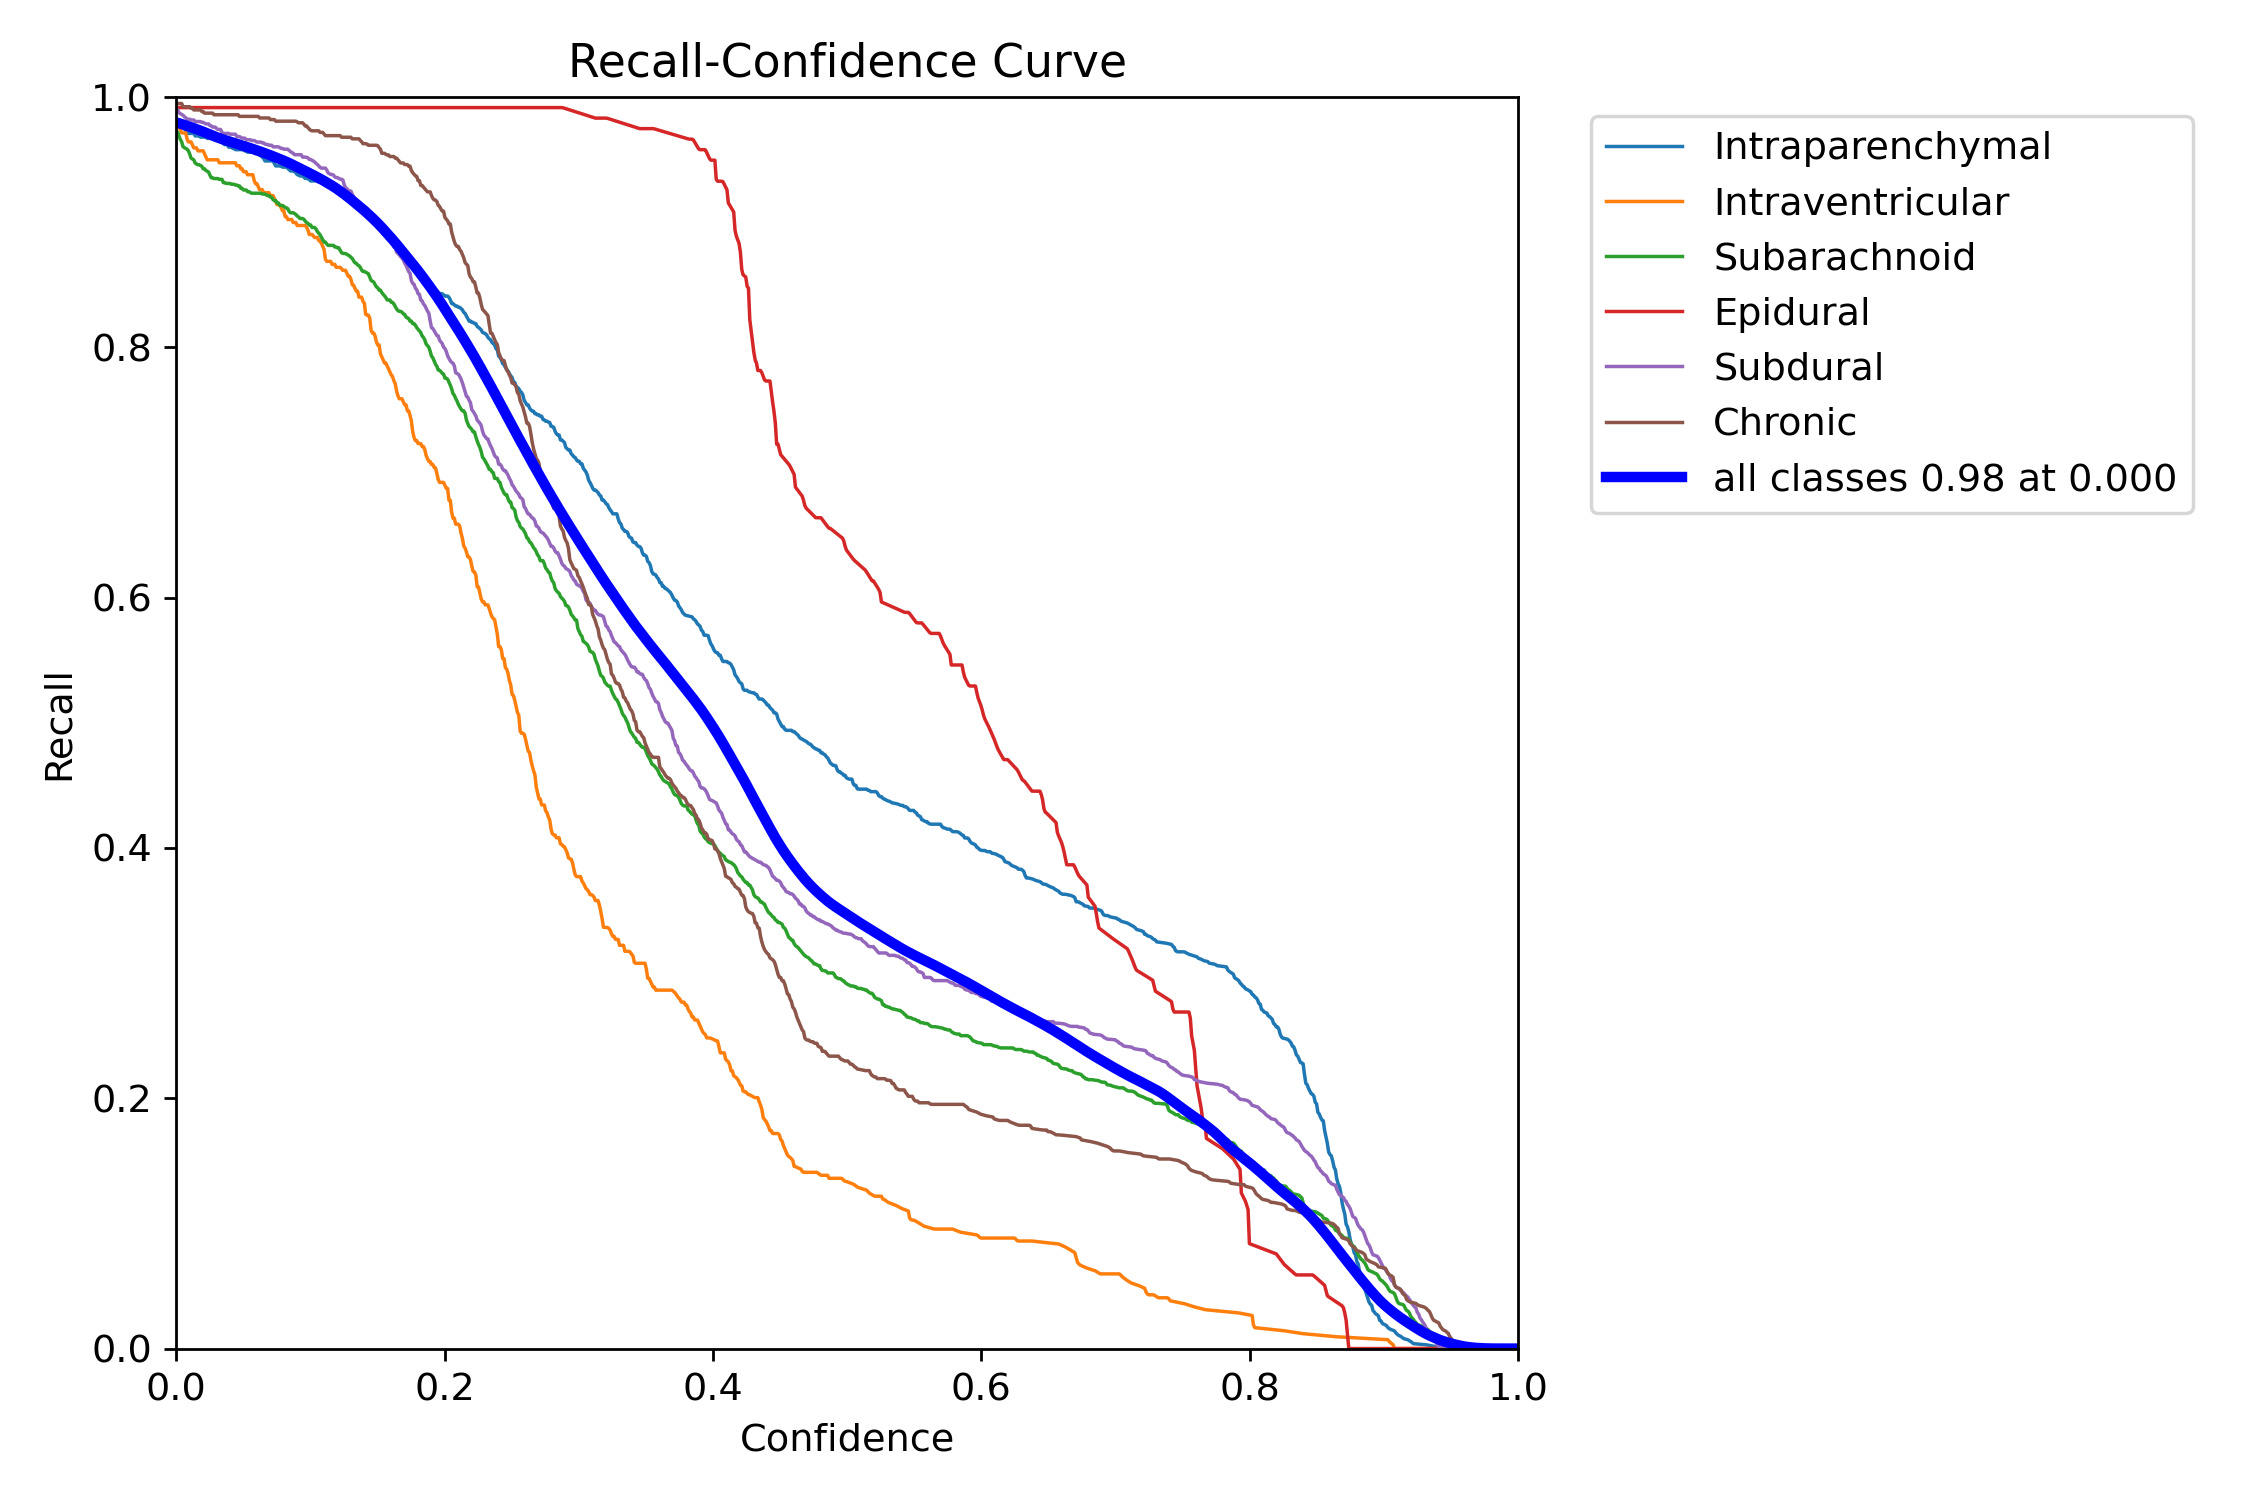 Recall-Confidence Curve
1.0
0.8
0.6
0.4
0.2
0.0
Recall
0.0 0.2 0.4 0.6 0.8 1.0
Confidence
Intraparenchymal
Intraventricular
Subarachnoid
Epidural
Subdural
Chronic
all classes 0.98 at 0.000